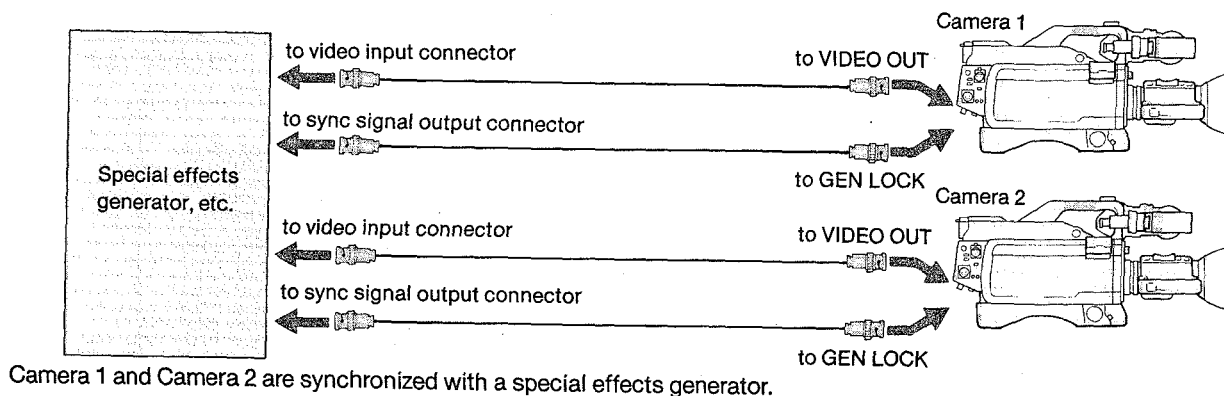 Camera 1
to video input connector
to VIDEO OUT
to sync signal output connector
to GEN LOCK
Special effects
generator, etc.
Camera 2
to video input connector
to VIDEO OUT
to sync signal output connector
to GEN LOCK
Camera 1 and Camera 2 are synchronized with a special effects generator.